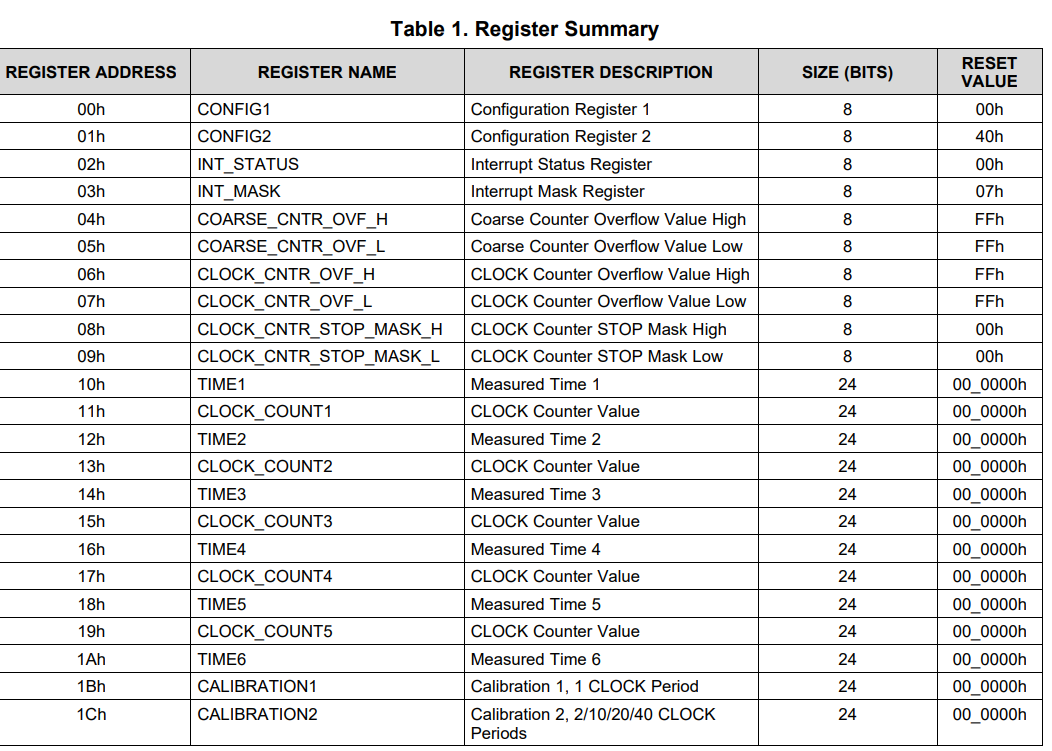 Table 1. Register Summary
REGISTER ADDRESS REGISTER NAME REGISTER DESCRIPTION SIZE (BITS) RESET VALUE
00h CONFIG1 Configuration Register 1 8 00h
01h CONFIG2 Configuration Register 2 8 40h
02h INT_STATUS Interrupt Status Register 8 00h
03h INT_MASK Interrupt Mask Register 8 07h
04h COARSE_CNTR_OVF_H Coarse Counter Overflow Value High 8 FFh
05h COARSE_CNTR_OVF_L Coarse Counter Overflow Value Low 8 FFh
06h CLOCK_CNTR_OVF_H CLOCK Counter Overflow Value High 8 FFh
07h CLOCK_CNTR_OVF_L CLOCK Counter Overflow Value Low 8 FFh
08h CLOCK_CNTR_STOP_MASK_H CLOCK Counter STOP Mask High 8 00h
09h CLOCK_CNTR_STOP_MASK_L CLOCK Counter STOP Mask Low 8 00h
10h TIME1 Measured Time 1 24 00_0000h
11h CLOCK_COUNT1 CLOCK Counter Value 24 00_0000h
12h TIME2 Measured Time 2 24 00_0000h
13h CLOCK_COUNT2 CLOCK Counter Value 24 00_0000h
14h TIME3 Measured Time 3 24 00_0000h
15h CLOCK_COUNT3 CLOCK Counter Value 24 00_0000h
16h TIME4 Measured Time 4 24 00_0000h
17h CLOCK_COUNT4 CLOCK Counter Value 24 00_0000h
18h TIME5 Measured Time 5 24 00_0000h
19h CLOCK_COUNT5 CLOCK Counter Value 24 00_0000h
1Ah TIME6 Measured Time 6 24 00_0000h
1Bh CALIBRATION1 Calibration 1, 1 CLOCK Period 24 00_0000h
1Ch CALIBRATION2 Calibration 2, 2/10/20/40 CLOCK 24 00_0000h
Periods